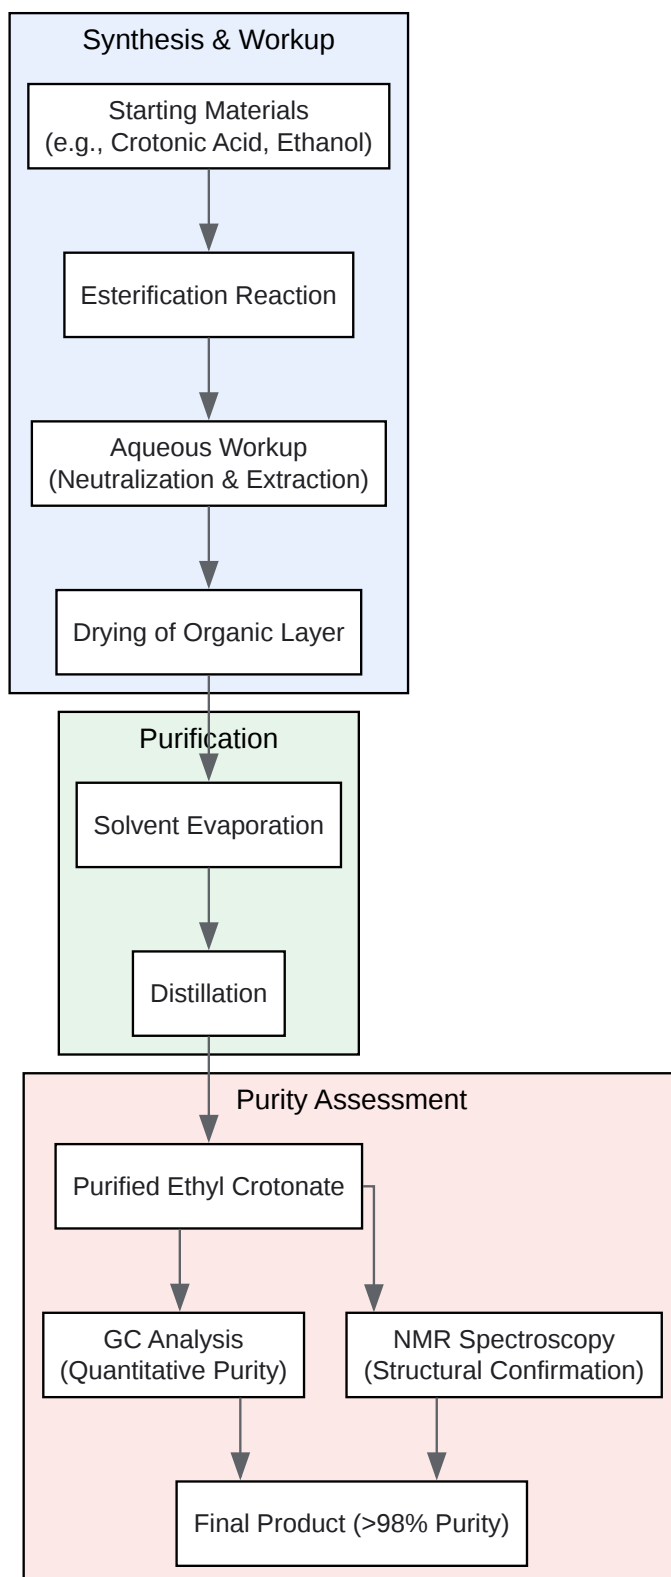 Synthesis & Workup
Starting Materials
(e.g., Crotonic Acid, Ethanol)
Esterification Reaction
Aqueous Workup
(Neutralization & Extraction)
Drying of Organic Layer
Purification
Solvent Evaporation
Distillation
Purity Assessment
Purified Ethyl Crotonate
GC Analysis
(Quantitative Purity)
NMR Spectroscopy
(Structural Confirmation)
Final Product (>98% Purity)